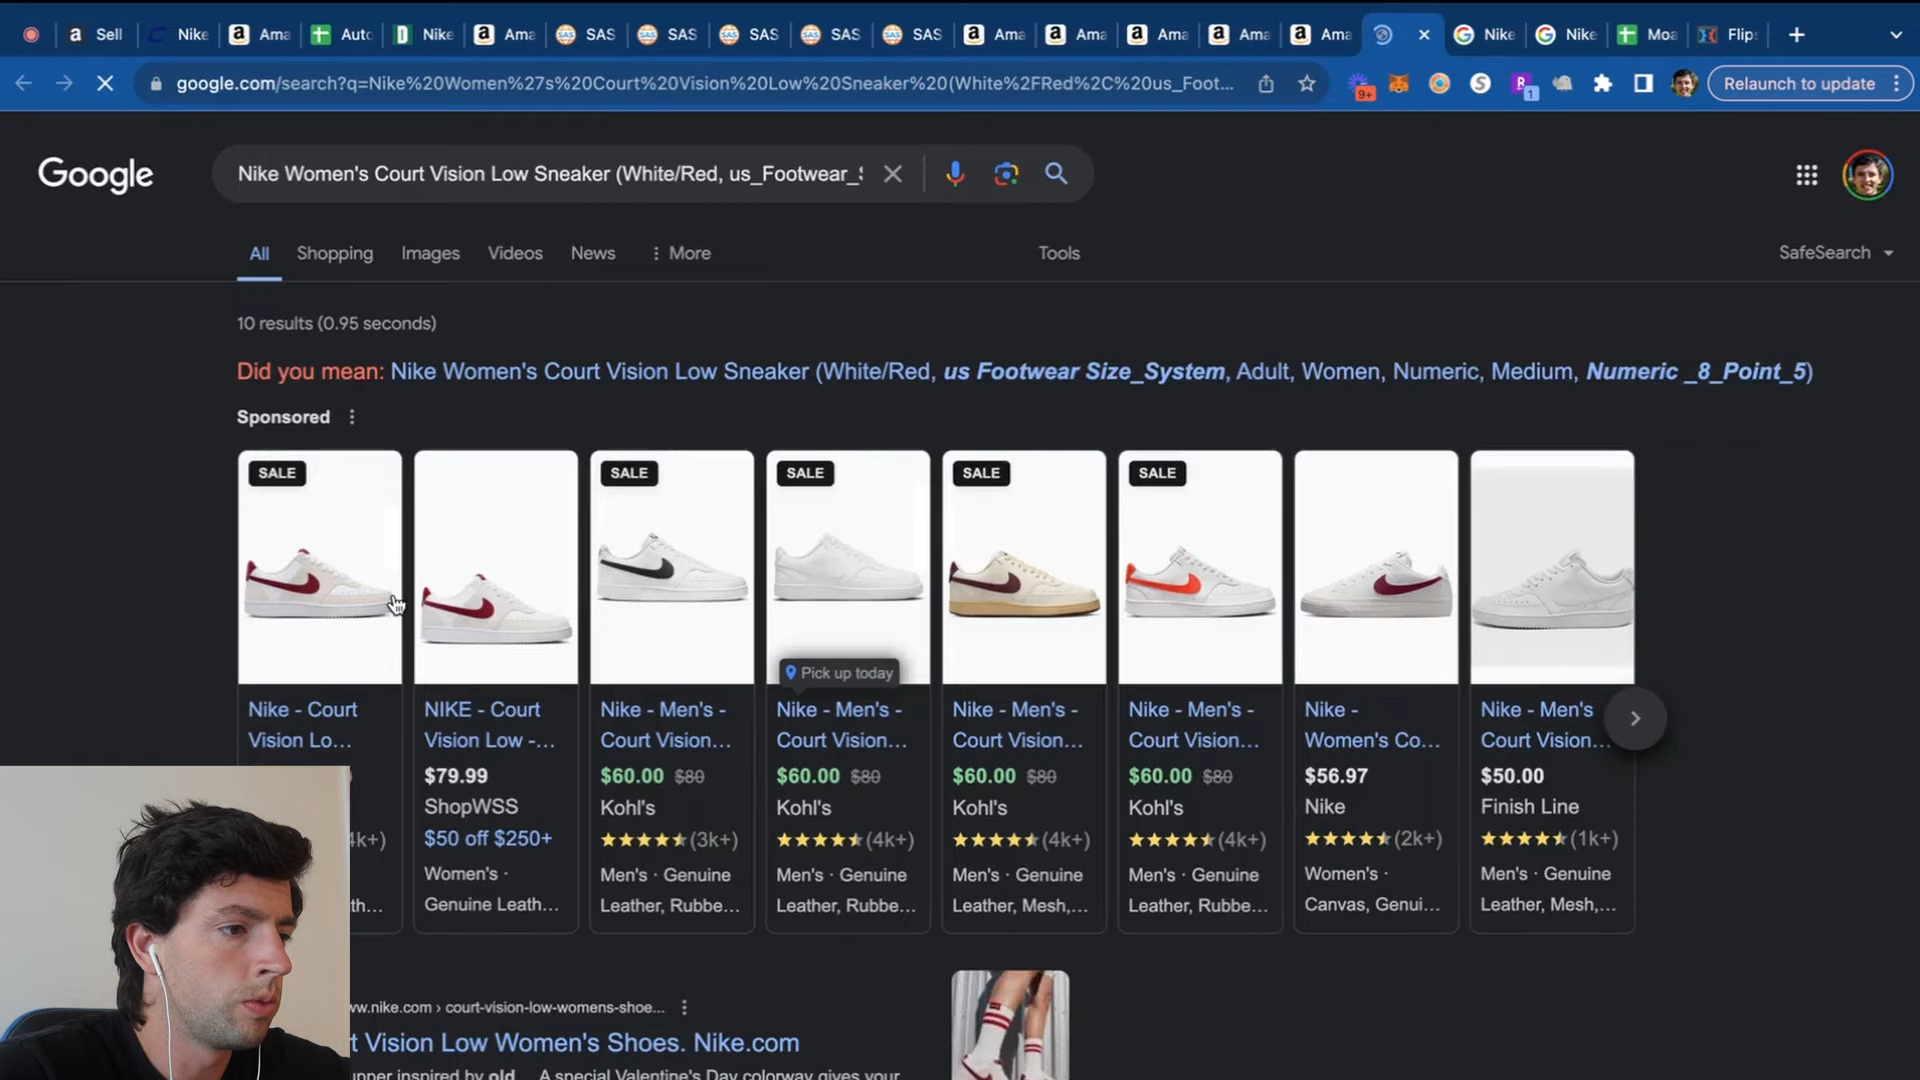 Sell Nike Ama Auto Nike Ama SAS SAS SAS SAS SAS Ama Ama Ama Ama Ama Nike Nike Moa Flips
google.com/search?q=Nike%20Women%27s%20Court%20Vision%20Low%20Sneaker%20(White%2FRed%2C%20us_Foot... 9+ 1 Relaunch to update
Google Nike Women's Court Vision Low Sneaker (White/Red, us_Footwear_
All Shopping Images Videos News More Tools SafeSearch
10 results (0.95 seconds)
Did you mean: Nike Women's Court Vision Low Sneaker (White/Red, us Footwear Size_System, Adult, Women, Numeric, Medium, Numeric _8_Point_5)
Sponsored
SALE SALE SALE SALE SALE
Pick up today
Nike - Court NIKE - Court Nike - Men's - Nike - Men's - Nike - Men's - Nike - Men's - Nike - Nike - Men's
Vision Lo... Vision Low -... Court Vision... Court Vision... Court Vision... Court Vision... Women's Co... Court Vision...
$79.99 $60.00 $80 $60.00 $80 $60.00 $80 $60.00 $80 $56.97 $50.00
ShopWSS Kohl's Kohl's Kohl's Kohl's Nike Finish Line
4k+) $50 off $250+ (3k+) (4k+) (4k+) (4k+) (2k+) (1k+)
Women's · Men's · Genuine Men's · Genuine Men's · Genuine Men's · Genuine Women's · Men's · Genuine
th... Genuine Leath... Leather, Rubbe... Leather, Rubbe... Leather, Mesh,... Leather, Rubbe... Canvas, Genui... Leather, Mesh,...
w.nike.com › court-vision-low-womens-shoe...
t Vision Low Women's Shoes. Nike.com
upper inspired by old ... A special Valentine's Day colorway gives your